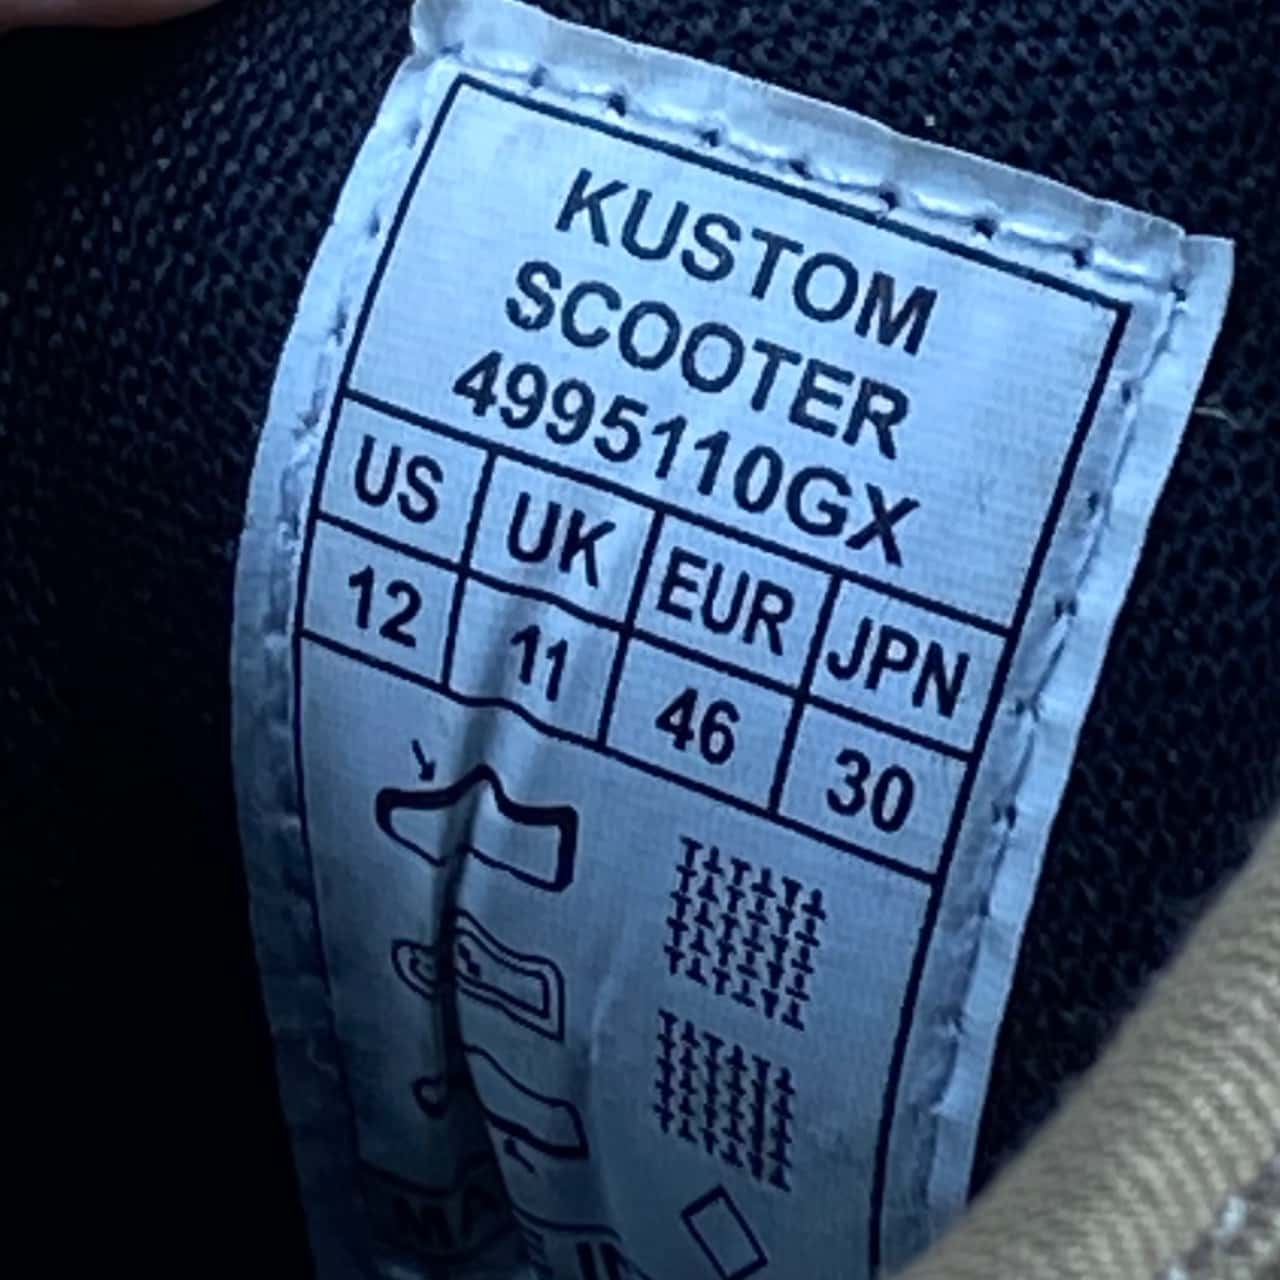 KUSTOM
SCOOTER
4995110GX
US UK EUR JPN
12 11 46 30